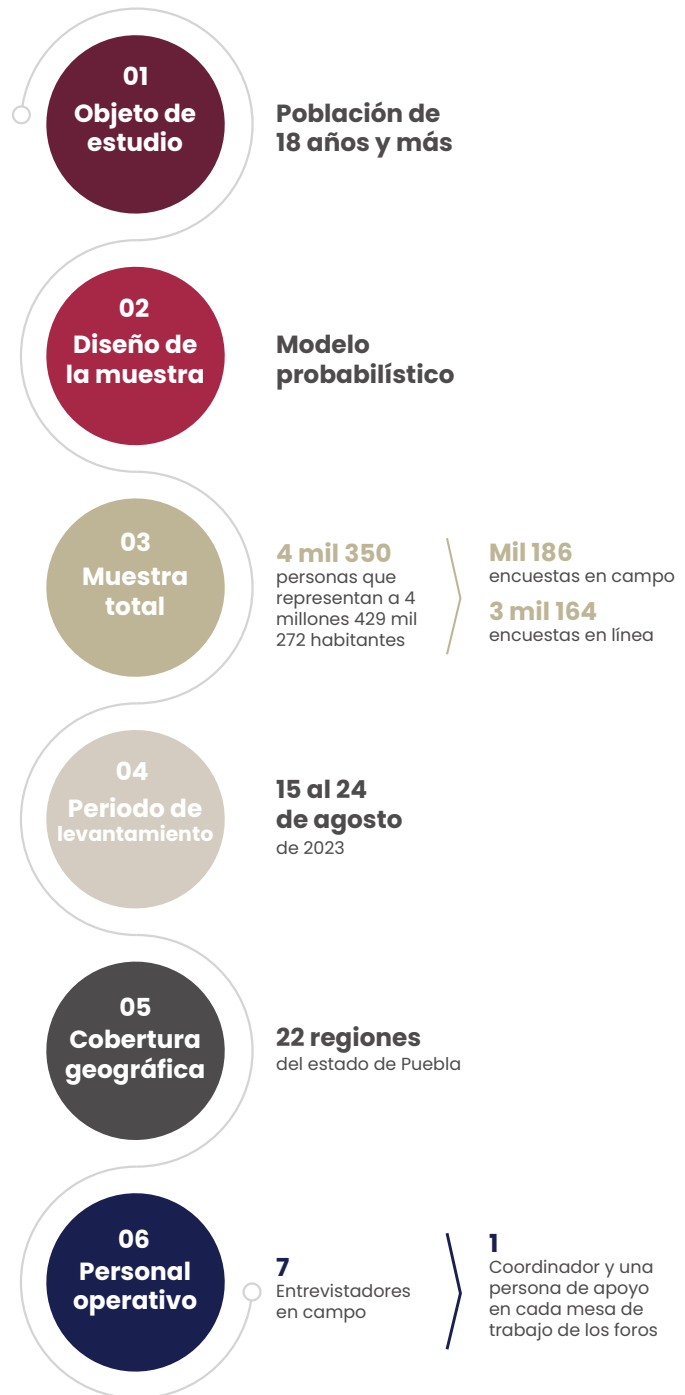 01
Objeto de
estudio
Población de
18 años y más
02
Diseño de
la muestra
Modelo
probabilístico
03
Muestra
total
4 mil 350
personas que
representan a 4
millones 429 mil
272 habitantes
Mil 186
encuestas en campo
3 mil 164
encuestas en línea
04
Periodo de
levantamiento
15 al 24
de agosto
de 2023
05
Cobertura
geográfica
22 regiones
del estado de Puebla
06
Personal
operativo
7
Entrevistadores
en campo
1
Coordinador y una
persona de apoyo
en cada mesa de
trabajo de los foros